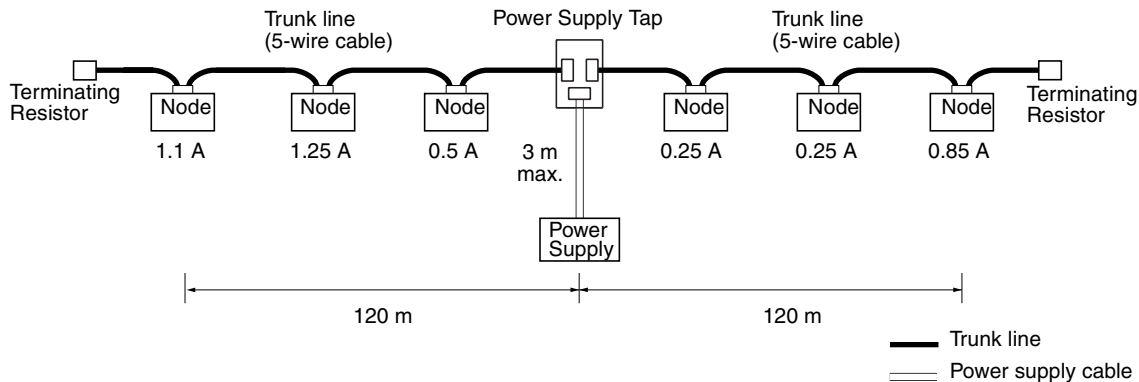 Trunk line
(5-wire cable)
Power Supply Tap
Trunk line
(5-wire cable)
Terminating
Resistor
Node
Node
Node
Node
Node
Node
Terminating
Resistor
1.1 A
1.25 A
0.5 A
3 m
max.
0.25 A
0.25 A
0.85 A
Power
Supply
120 m
120 m
Trunk line
Power supply cable